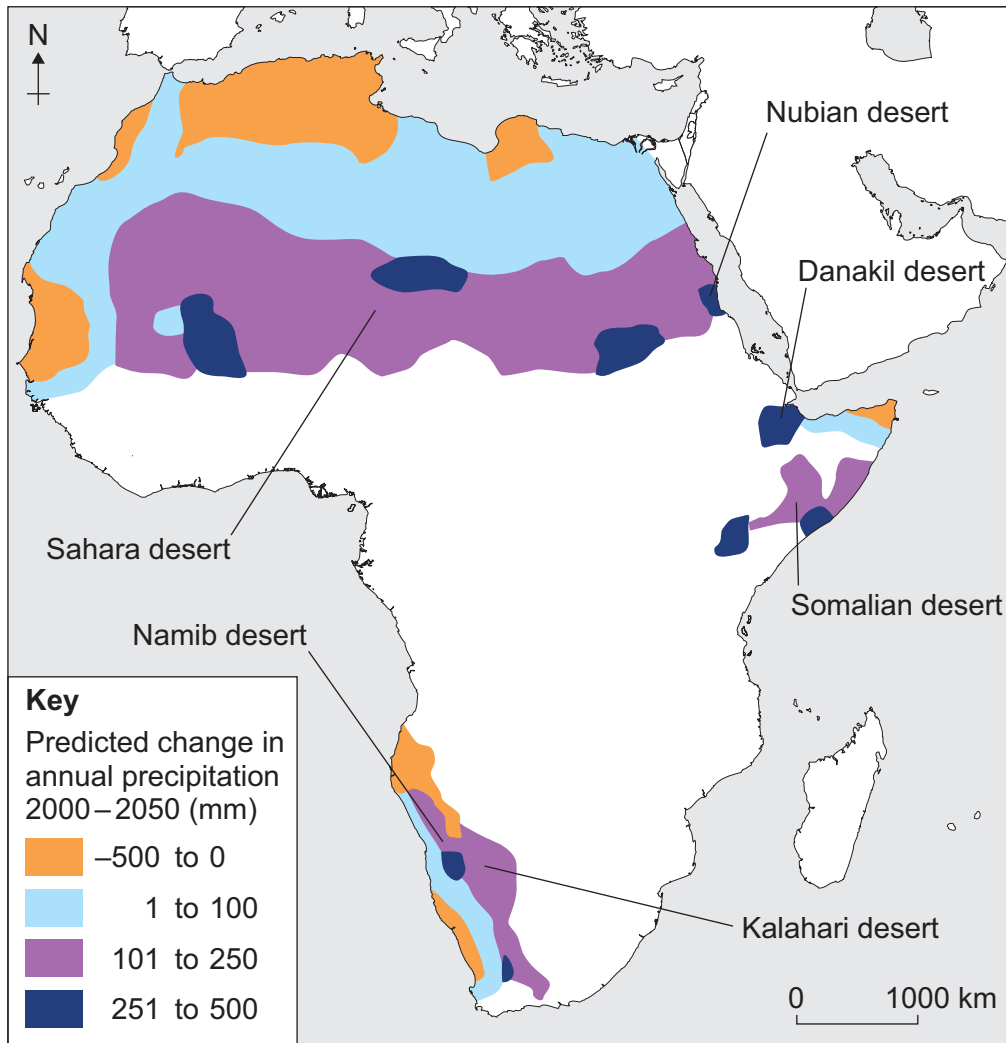 N
Nubian desert
Danakil desert
Sahara desert
Somalian desert
Namib desert
Key
Predicted change in
annual precipitation
2000–2050 (mm)
–500 to 0
1 to 100
101 to 250
251 to 500
Kalahari desert
0 1000 km